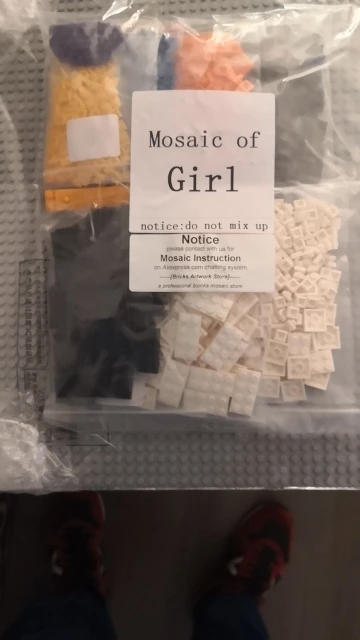 Mosaic of
Girl
notice:do not mix up
Notice
please contact with us for
Mosaic Instruction
on Aliexpress.com chatting system.
-----[Bricks Artwork Store]-----
a professional bricks mosaic store